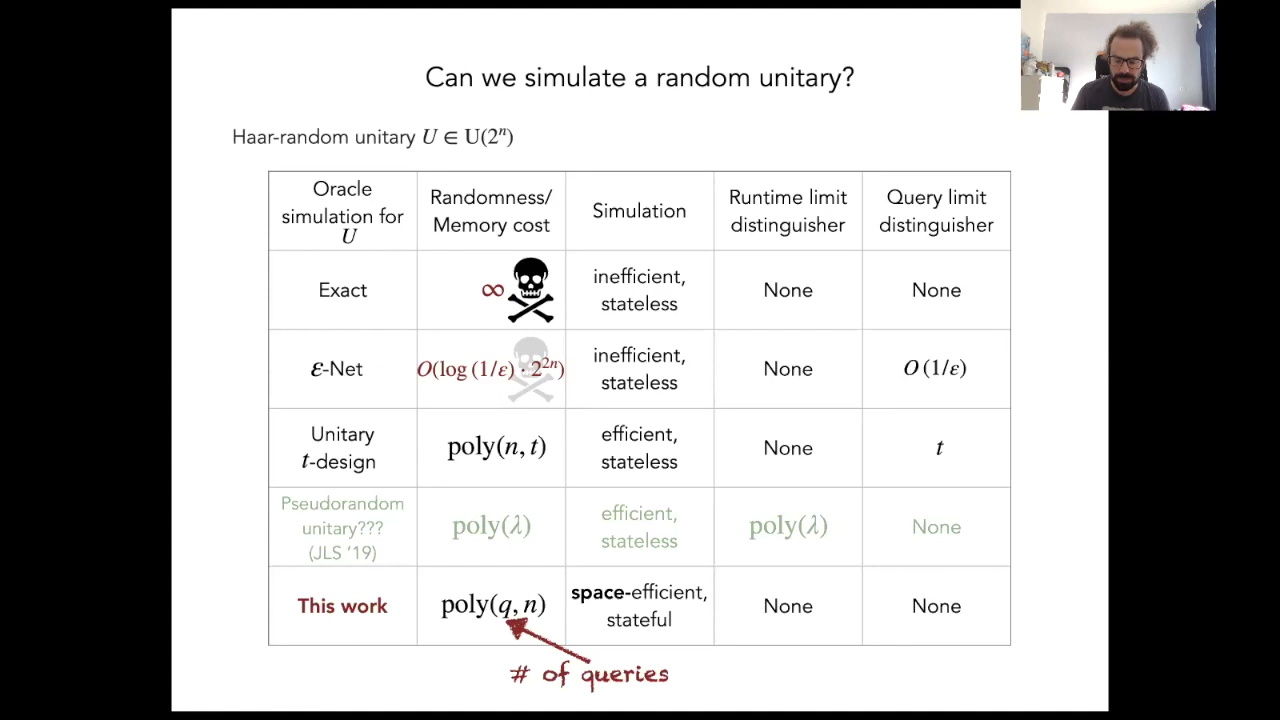 Can we simulate a random unitary?
Haar-random unitary U ∈ U(2ⁿ)
Oracle
simulation for
U
Randomness/
Memory cost
Simulation
Runtime limit
distinguisher
Query limit
distinguisher
Exact
∞
inefficient,
stateless
None
None
ε-Net
O(log (1/ε) · 2²ⁿ)
inefficient,
stateless
None
O (1/ε)
Unitary
t-design
poly(n, t)
efficient,
stateless
None
t
Pseudorandom
unitary???
(JLS '19)
poly(λ)
efficient,
stateless
poly(λ)
None
This work
poly(q, n)
space-efficient,
stateful
None
None
# of queries